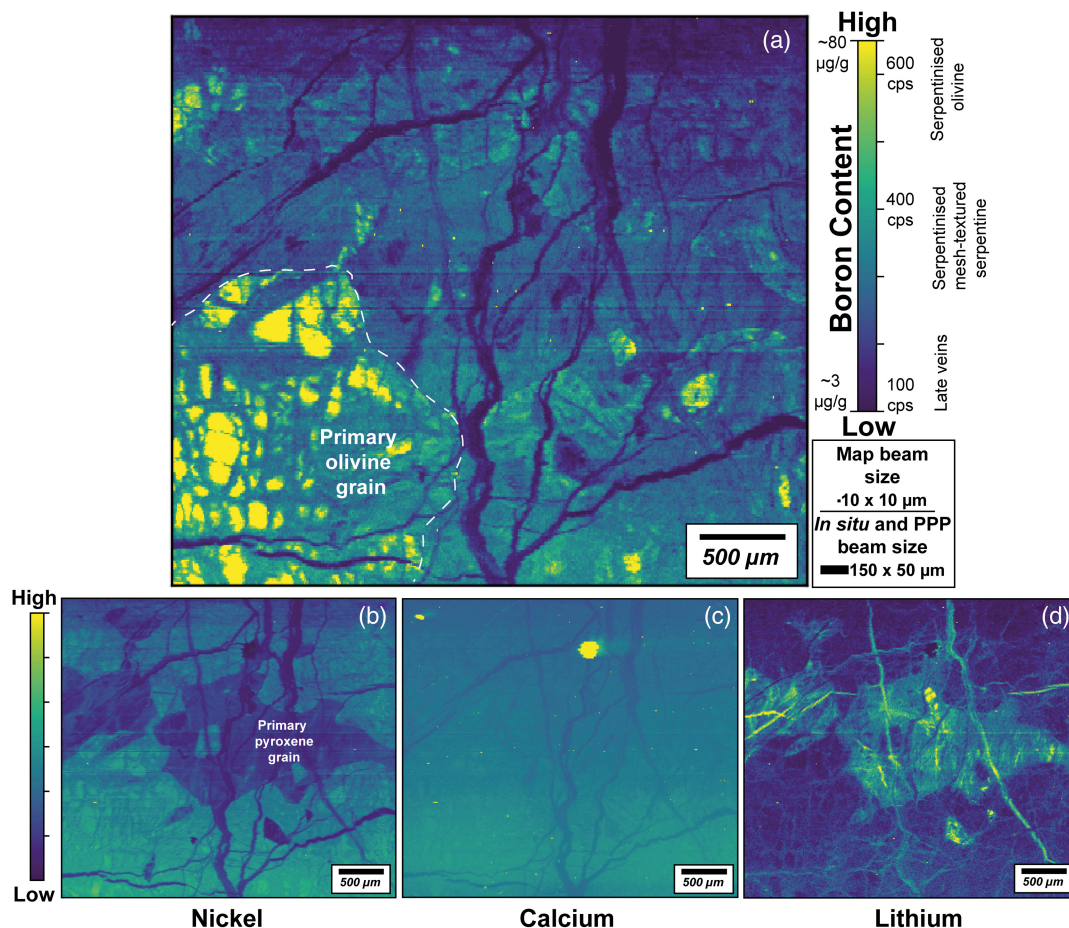 (a)
High
~80
µg/g
600
cps
400
cps
~3
µg/g
100
cps
Low
Boron Content
Serpentinised
olivine
Serpentinised
mesh-textured
serpentine
Late veins
Primary
olivine
grain
500 µm
Map beam
size
10 x 10 µm
In situ and PPP
beam size
150 x 50 µm
High
Low
(b)
Primary
pyroxene
grain
500 µm
Nickel
(c)
500 µm
Calcium
(d)
500 µm
Lithium